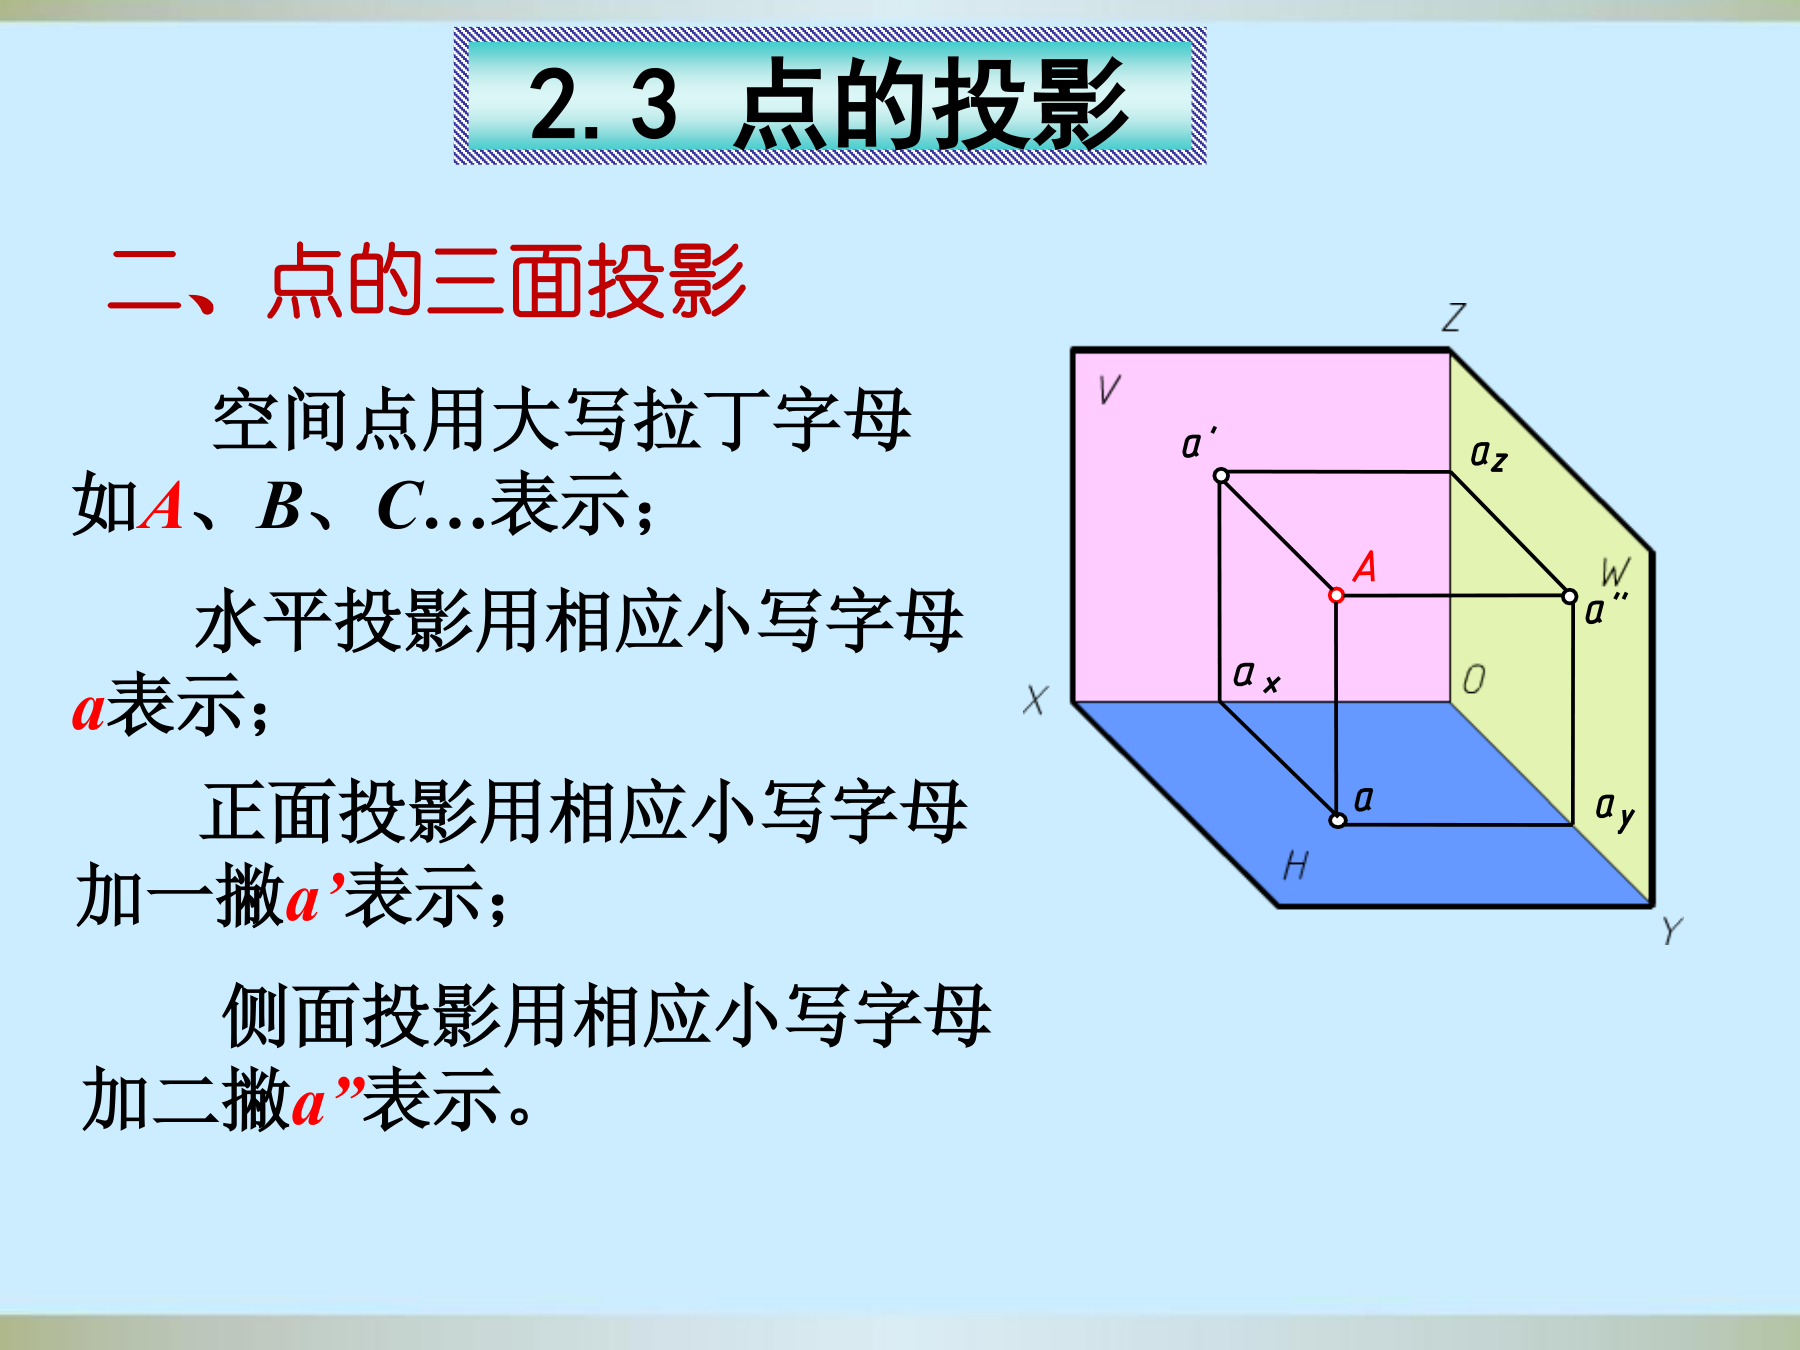 2.3 点的投影
二、点的三面投影
空间点用大写拉丁字母
如A、B、C…表示；
水平投影用相应小写字母
a表示；
正面投影用相应小写字母
加一撇a’表示；
侧面投影用相应小写字母
加二撇a”表示。
Z
V
a′
az
A
W
a″
ax
O
X
a
ay
H
Y